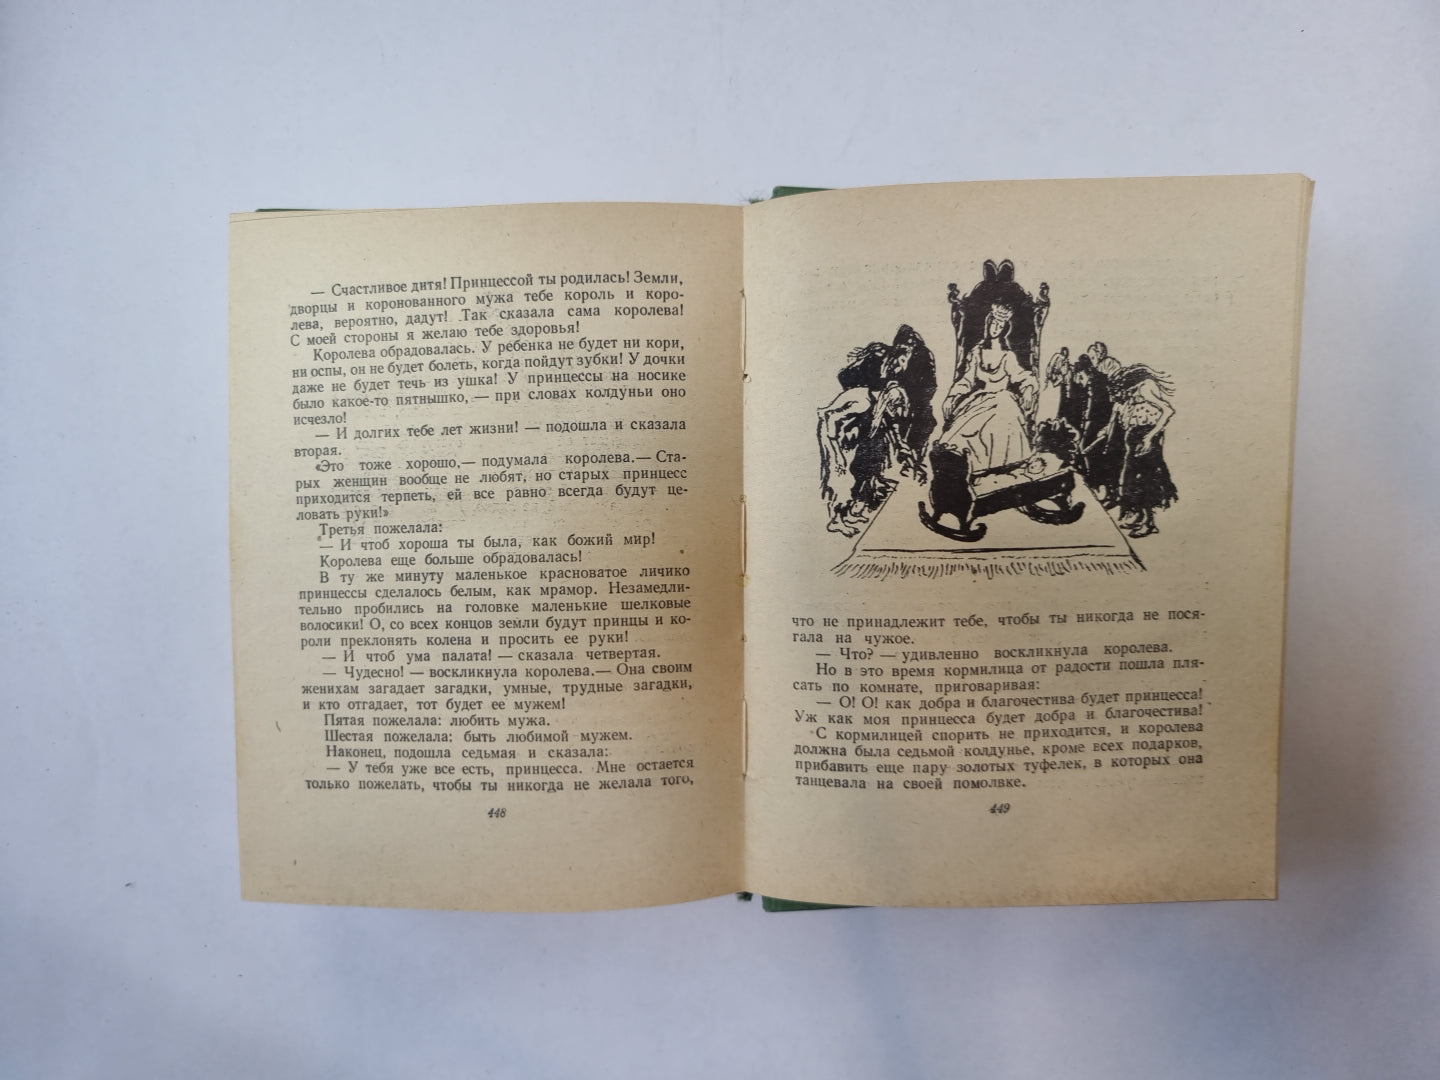 — Счастливое дитя! Принцессой ты родилась! Земли,
дворцы и коронованного мужа тебе король и коро-
лева, вероятно, дадут! Так сказала сама королева!
С моей стороны я желаю тебе здоровья!
Королева обрадовалась. У ребенка не будет ни кори,
ни оспы, он не будет болеть, когда пойдут зубки! У дочки
даже не будет течь из ушка! У принцессы на носике
было какое-то пятнышко, — при словах колдуньи оно
исчезло!
— И долгих тебе лет жизни! — подошла и сказала
вторая.
«Это тоже хорошо,— подумала королева.— Ста-
рых женщин вообще не любят, но старых принцесс
приходится терпеть, ей все равно всегда будут це-
ловать руки!»
Третья пожелала:
— И чтоб хороша ты была, как божий мир!
Королева еще больше обрадовалась!
В ту же минуту маленькое красноватое личико
принцессы сделалось белым, как мрамор. Незамедли-
тельно пробились на головке маленькие шелковые
волосики! О, со всех концов земли будут принцы и ко-
роли преклонять колена и просить ее руки!
— И чтоб ума палата! — сказала четвертая.
— Чудесно! — воскликнула королева.— Она своим
женихам загадает загадки, умные, трудные загадки,
и кто отгадает, тот будет ее мужем!
Пятая пожелала: любить мужа.
Шестая пожелала: быть любимой мужем.
Наконец, подошла седьмая и сказала:
— У тебя уже все есть, принцесса. Мне остается
только пожелать, чтобы ты никогда не желала того,
448
что не принадлежит тебе, чтобы ты никогда не пося-
гала на чужое.
— Что? — удивленно воскликнула королева.
Но в это время кормилица от радости пошла пля-
сать по комнате, приговаривая:
— О! О! как добра и благочестива будет принцесса!
Уж как моя принцесса будет добра и благочестива!
С кормилицей спорить не приходится, и королева
должна была седьмой колдунье, кроме всех подарков,
прибавить еще пару золотых туфелек, в которых она
танцевала на своей помолвке.
449